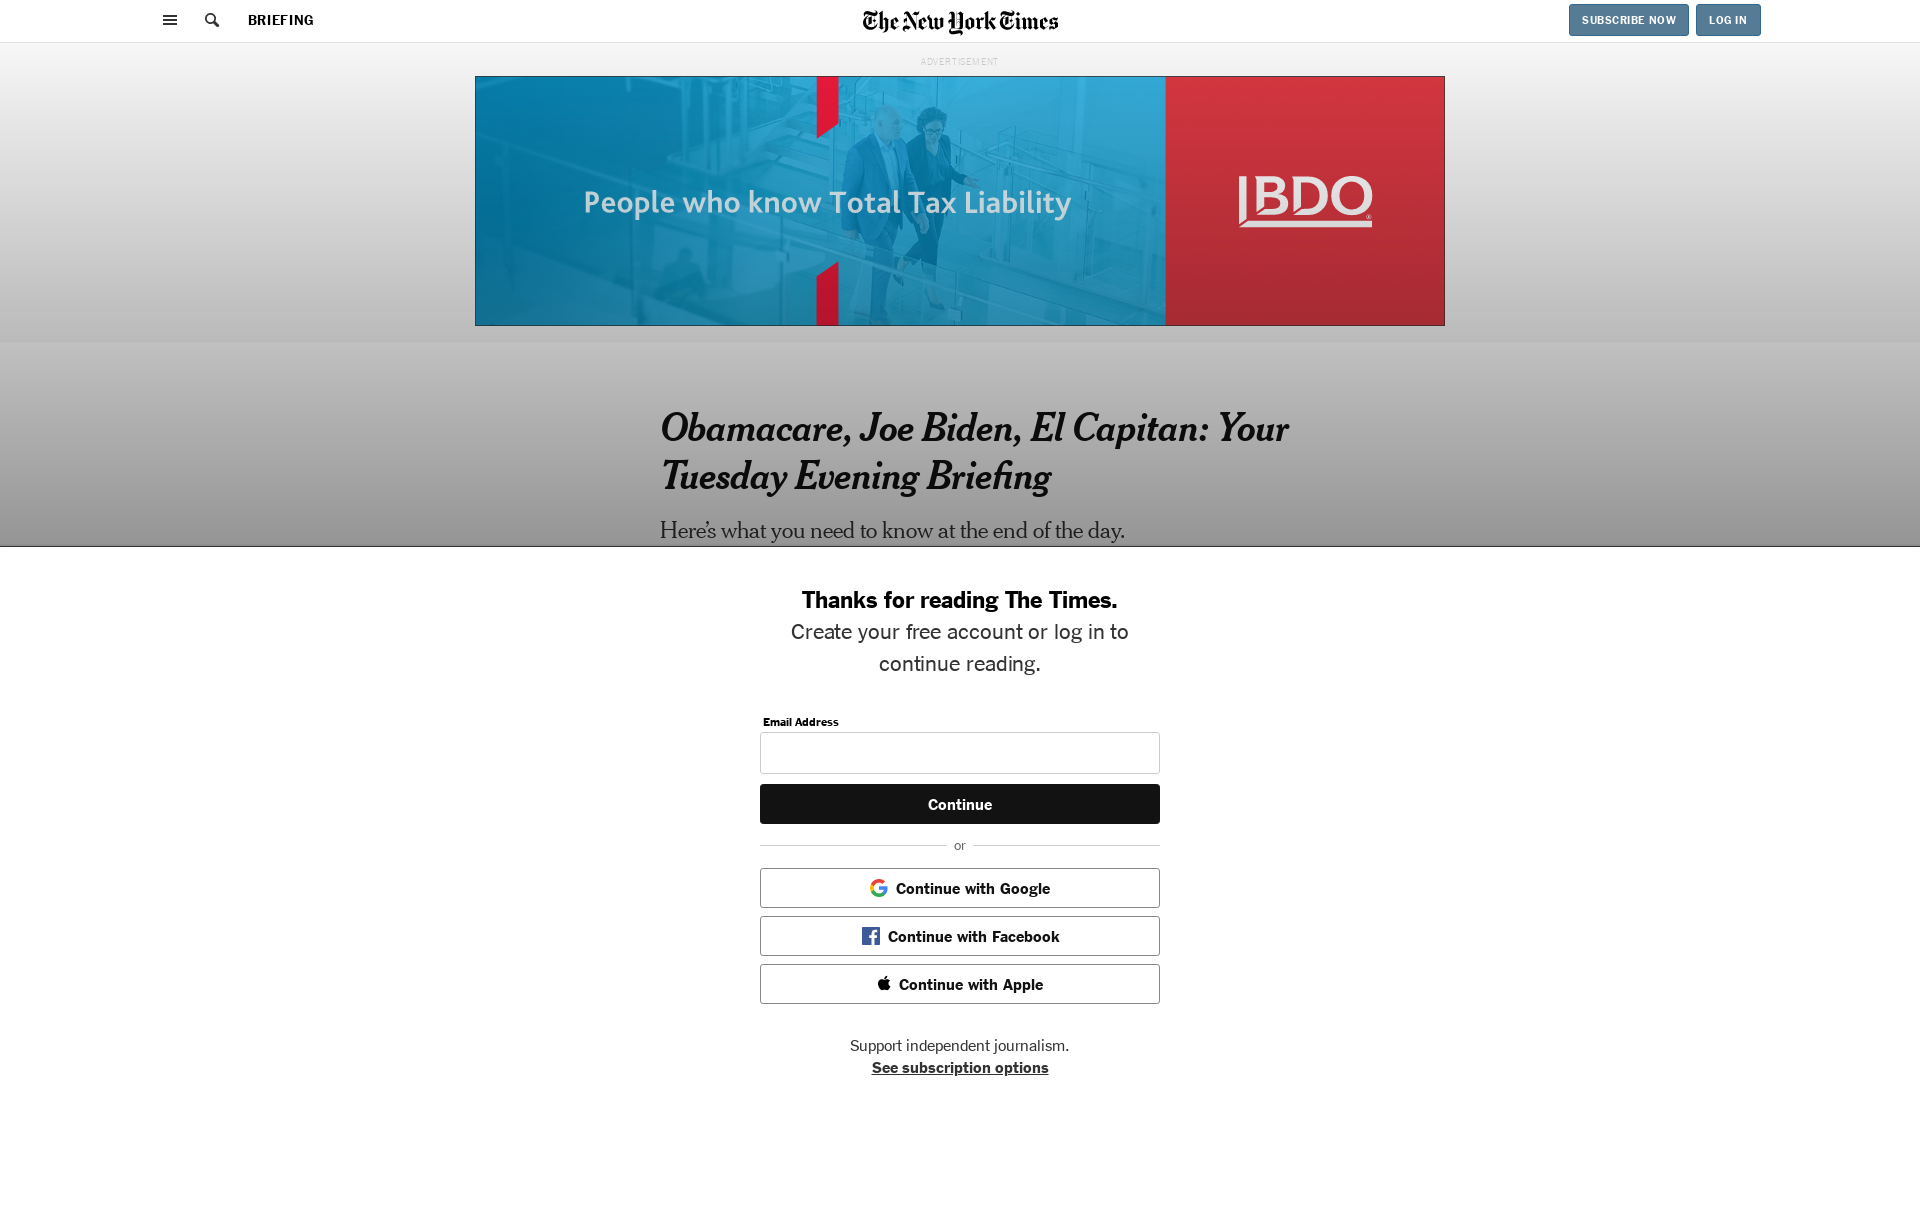 BRIEFING
The New York Times
SUBSCRIBE NOW
LOG IN
ADVERTISEMENT
People who know Total Tax Liability
BDO®
Obamacare, Joe Biden, El Capitan: Your
Tuesday Evening Briefing
Here’s what you need to know at the end of the day.
Thanks for reading The Times.
Create your free account or log in to
continue reading.
Email Address
Continue
or
Continue with Google
Continue with Facebook
Continue with Apple
Support independent journalism.
See subscription options